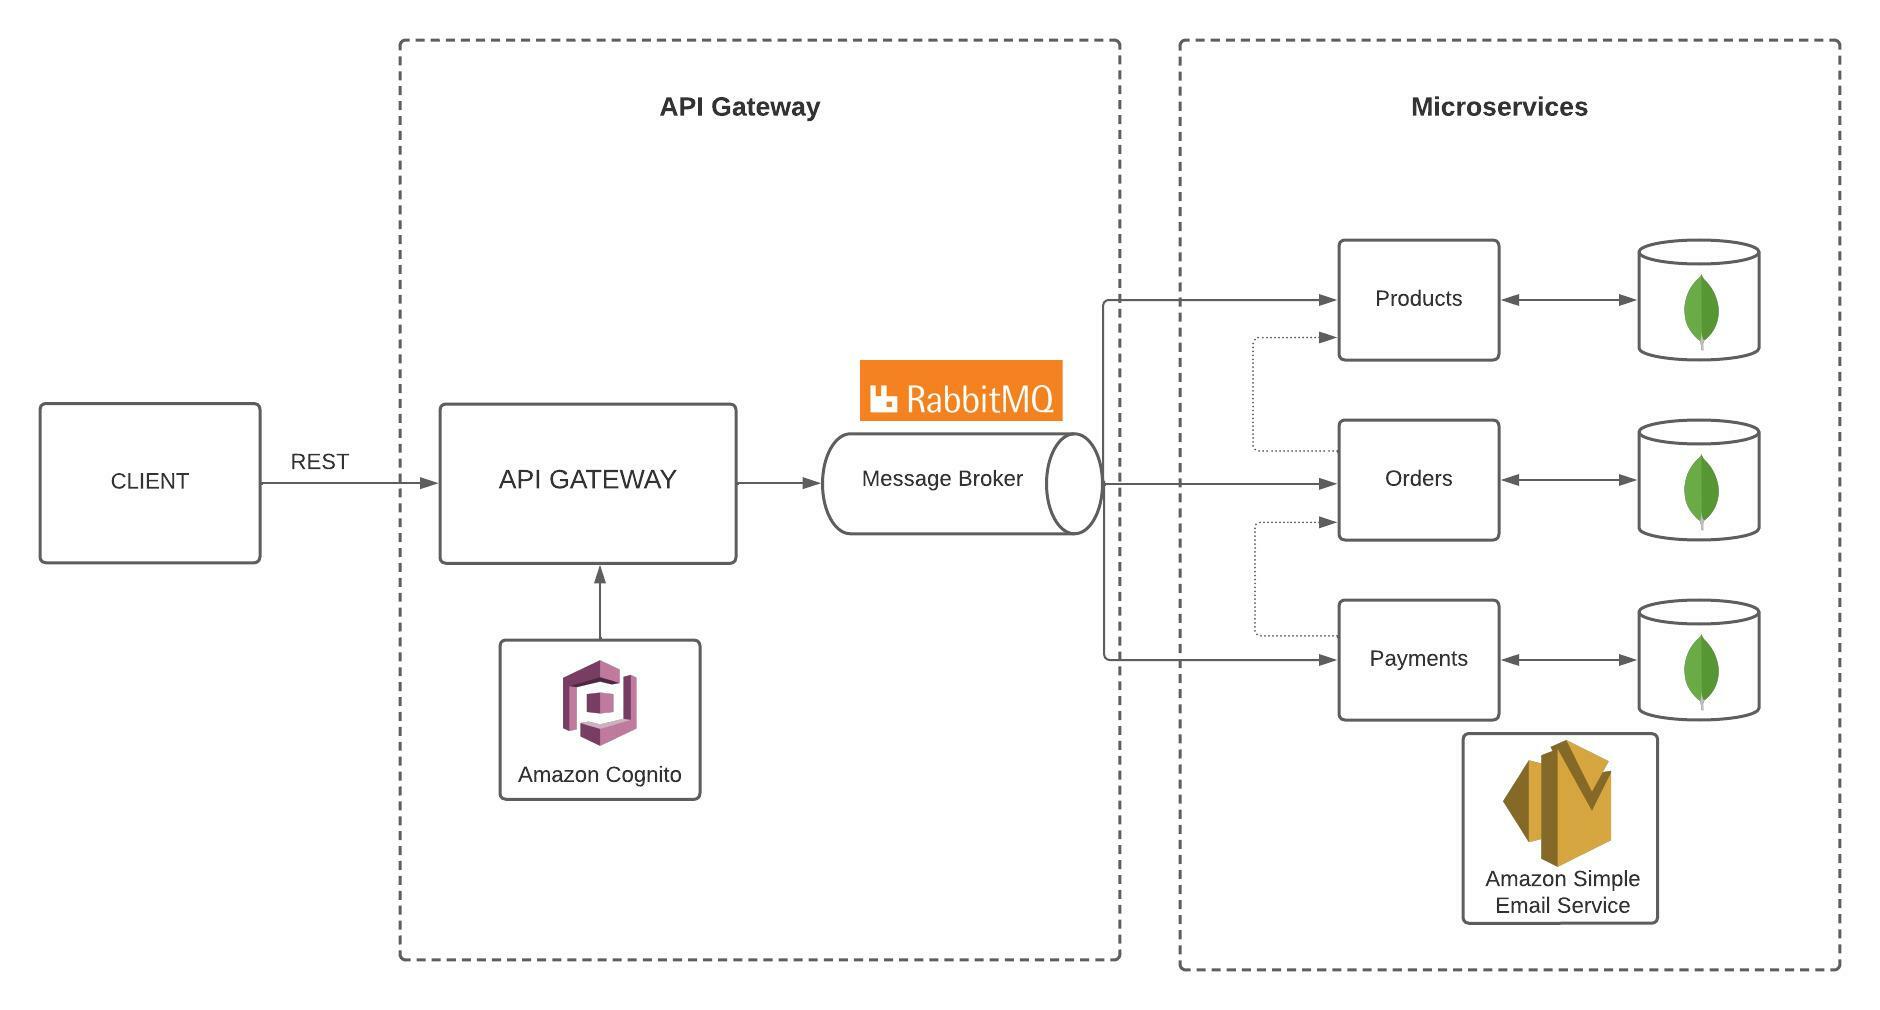 API Gateway
Microservices
Products
RabbitMQ
CLIENT
REST
API GATEWAY
Message Broker
Orders
Payments
Amazon Cognito
Amazon Simple
Email Service